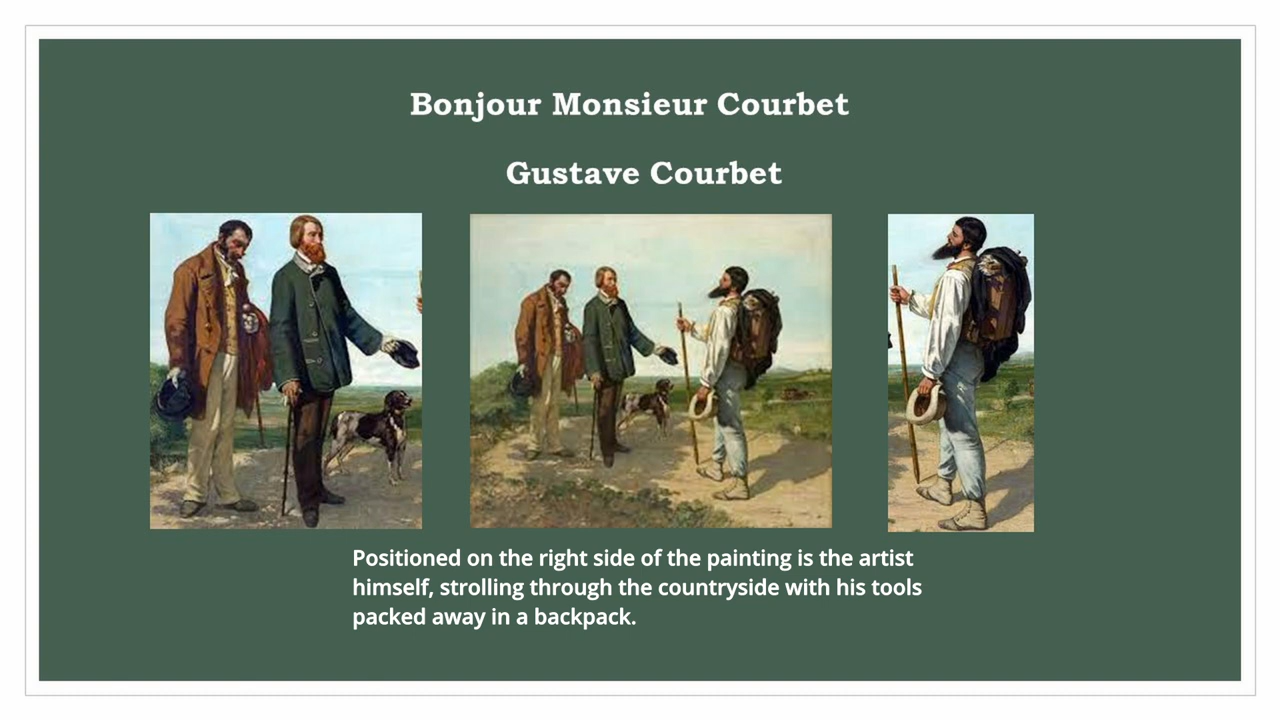 Bonjour Monsieur Courbet
Gustave Courbet
Positioned on the right side of the painting is the artist
himself, strolling through the countryside with his tools
packed away in a backpack.